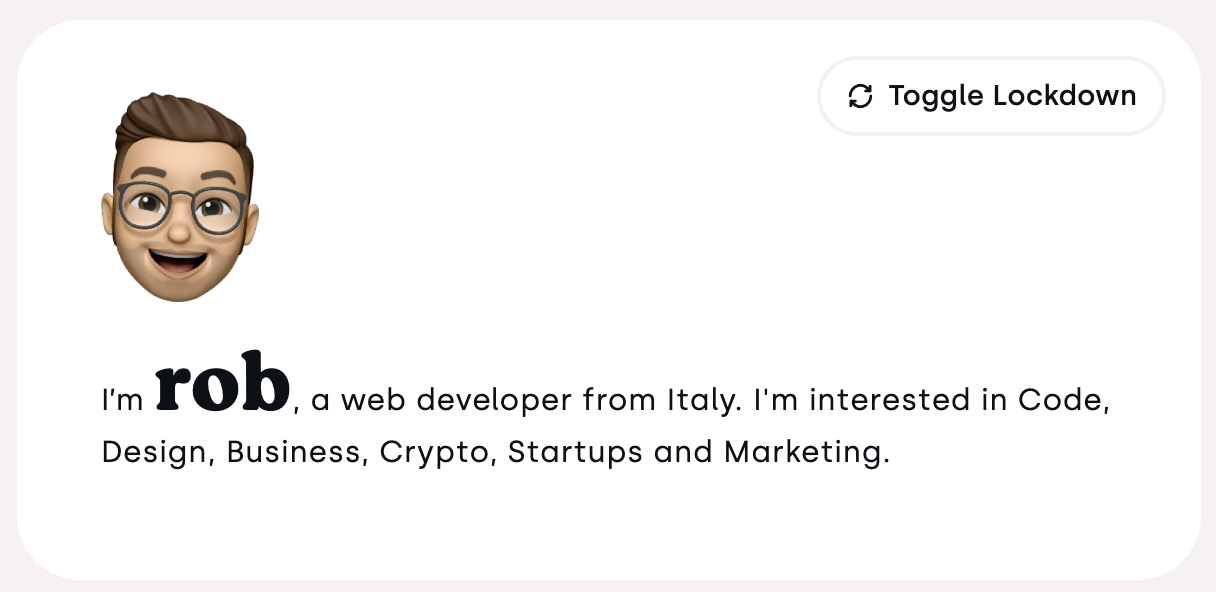 Toggle Lockdown
I’m rob, a web developer from Italy. I'm interested in Code,
Design, Business, Crypto, Startups and Marketing.